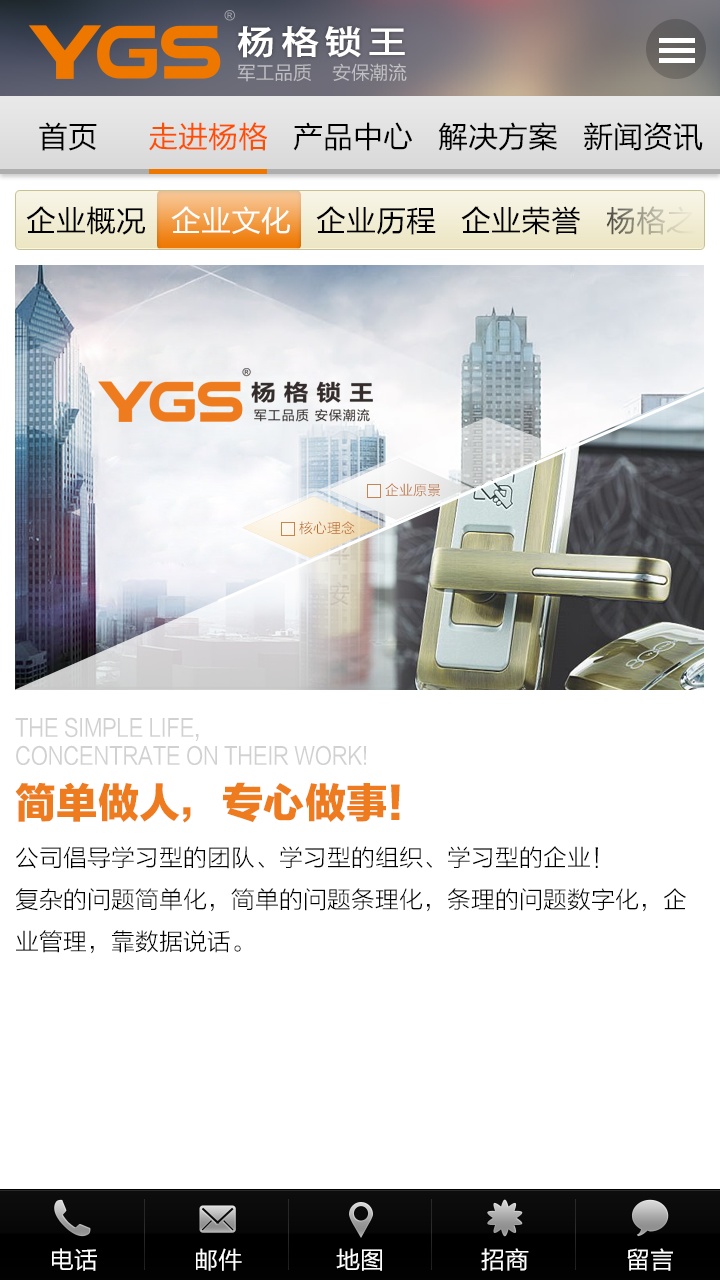 YGS® 杨格锁王
军工品质 安保潮流
首页 走进杨格 产品中心 解决方案 新闻资讯
企业概况 企业文化 企业历程 企业荣誉 杨格之
YGS® 杨格锁王
军工品质 安保潮流
企业原景
核心理念
安
THE SIMPLE LIFE,
CONCENTRATE ON THEIR WORK!
简单做人，专心做事!
公司倡导学习型的团队、学习型的组织、学习型的企业！
复杂的问题简单化，简单的问题条理化，条理的问题数字化，企
业管理，靠数据说话。
电话 邮件 地图 招商 留言